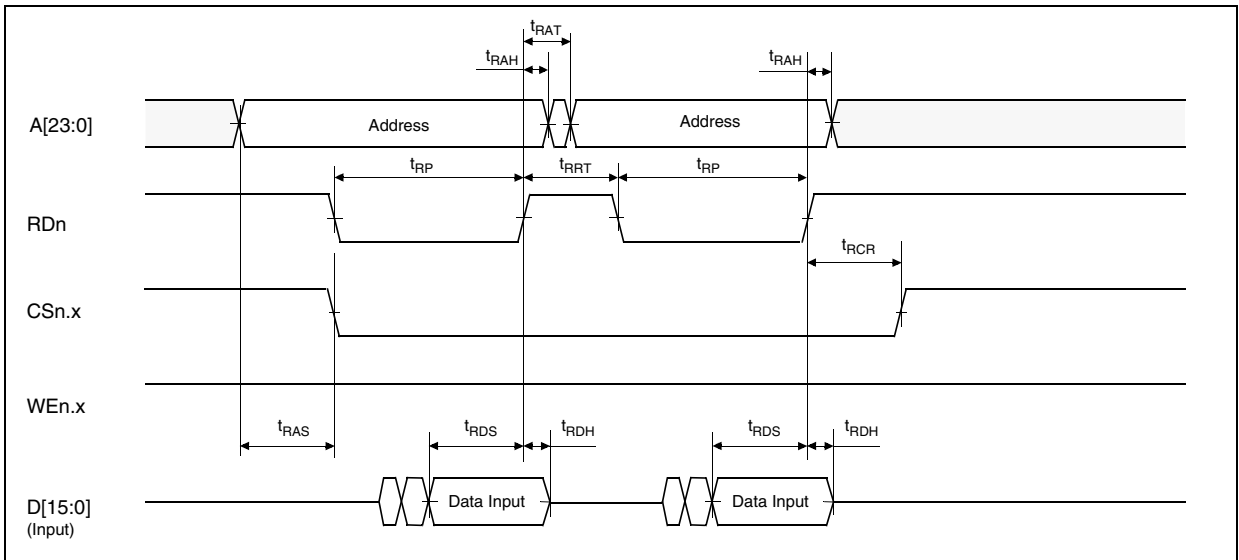 tRAT
tRAH
tRAH
A[23:0]
Address
Address
tRP
tRRT
tRP
RDn
tRCR
CSn.x
WEn.x
tRAS
tRDS
tRDH
tRDS
tRDH
D[15:0]
(Input)
Data Input
Data Input